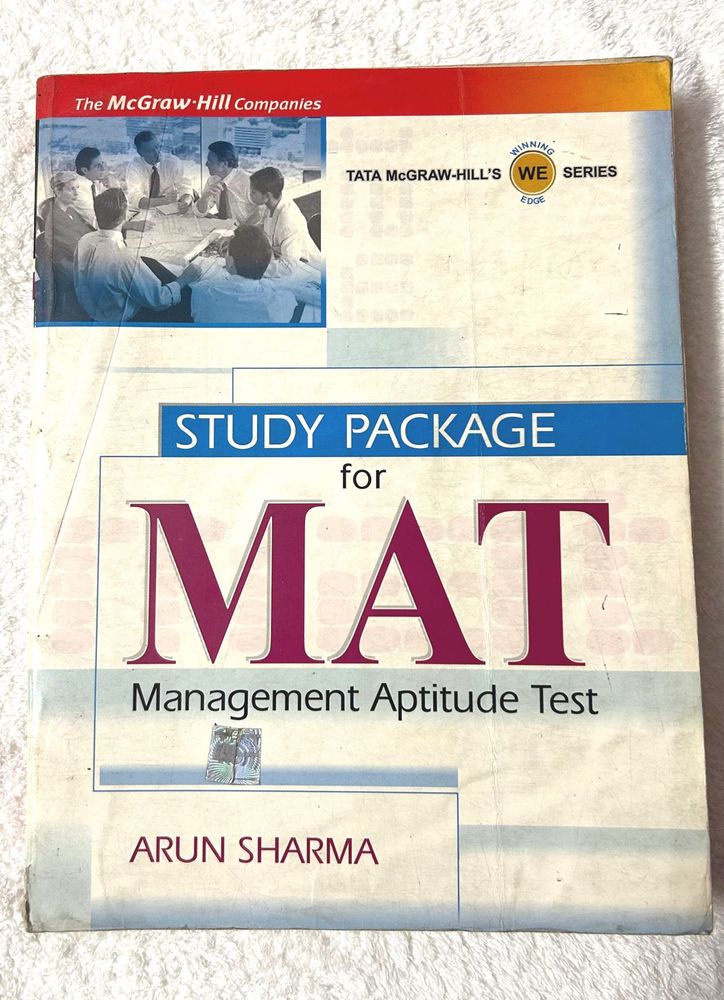 The McGraw·Hill Companies
TATA McGRAW-HILL'S WINNING WE EDGE SERIES
STUDY PACKAGE
for
MAT
Management Aptitude Test
ARUN SHARMA